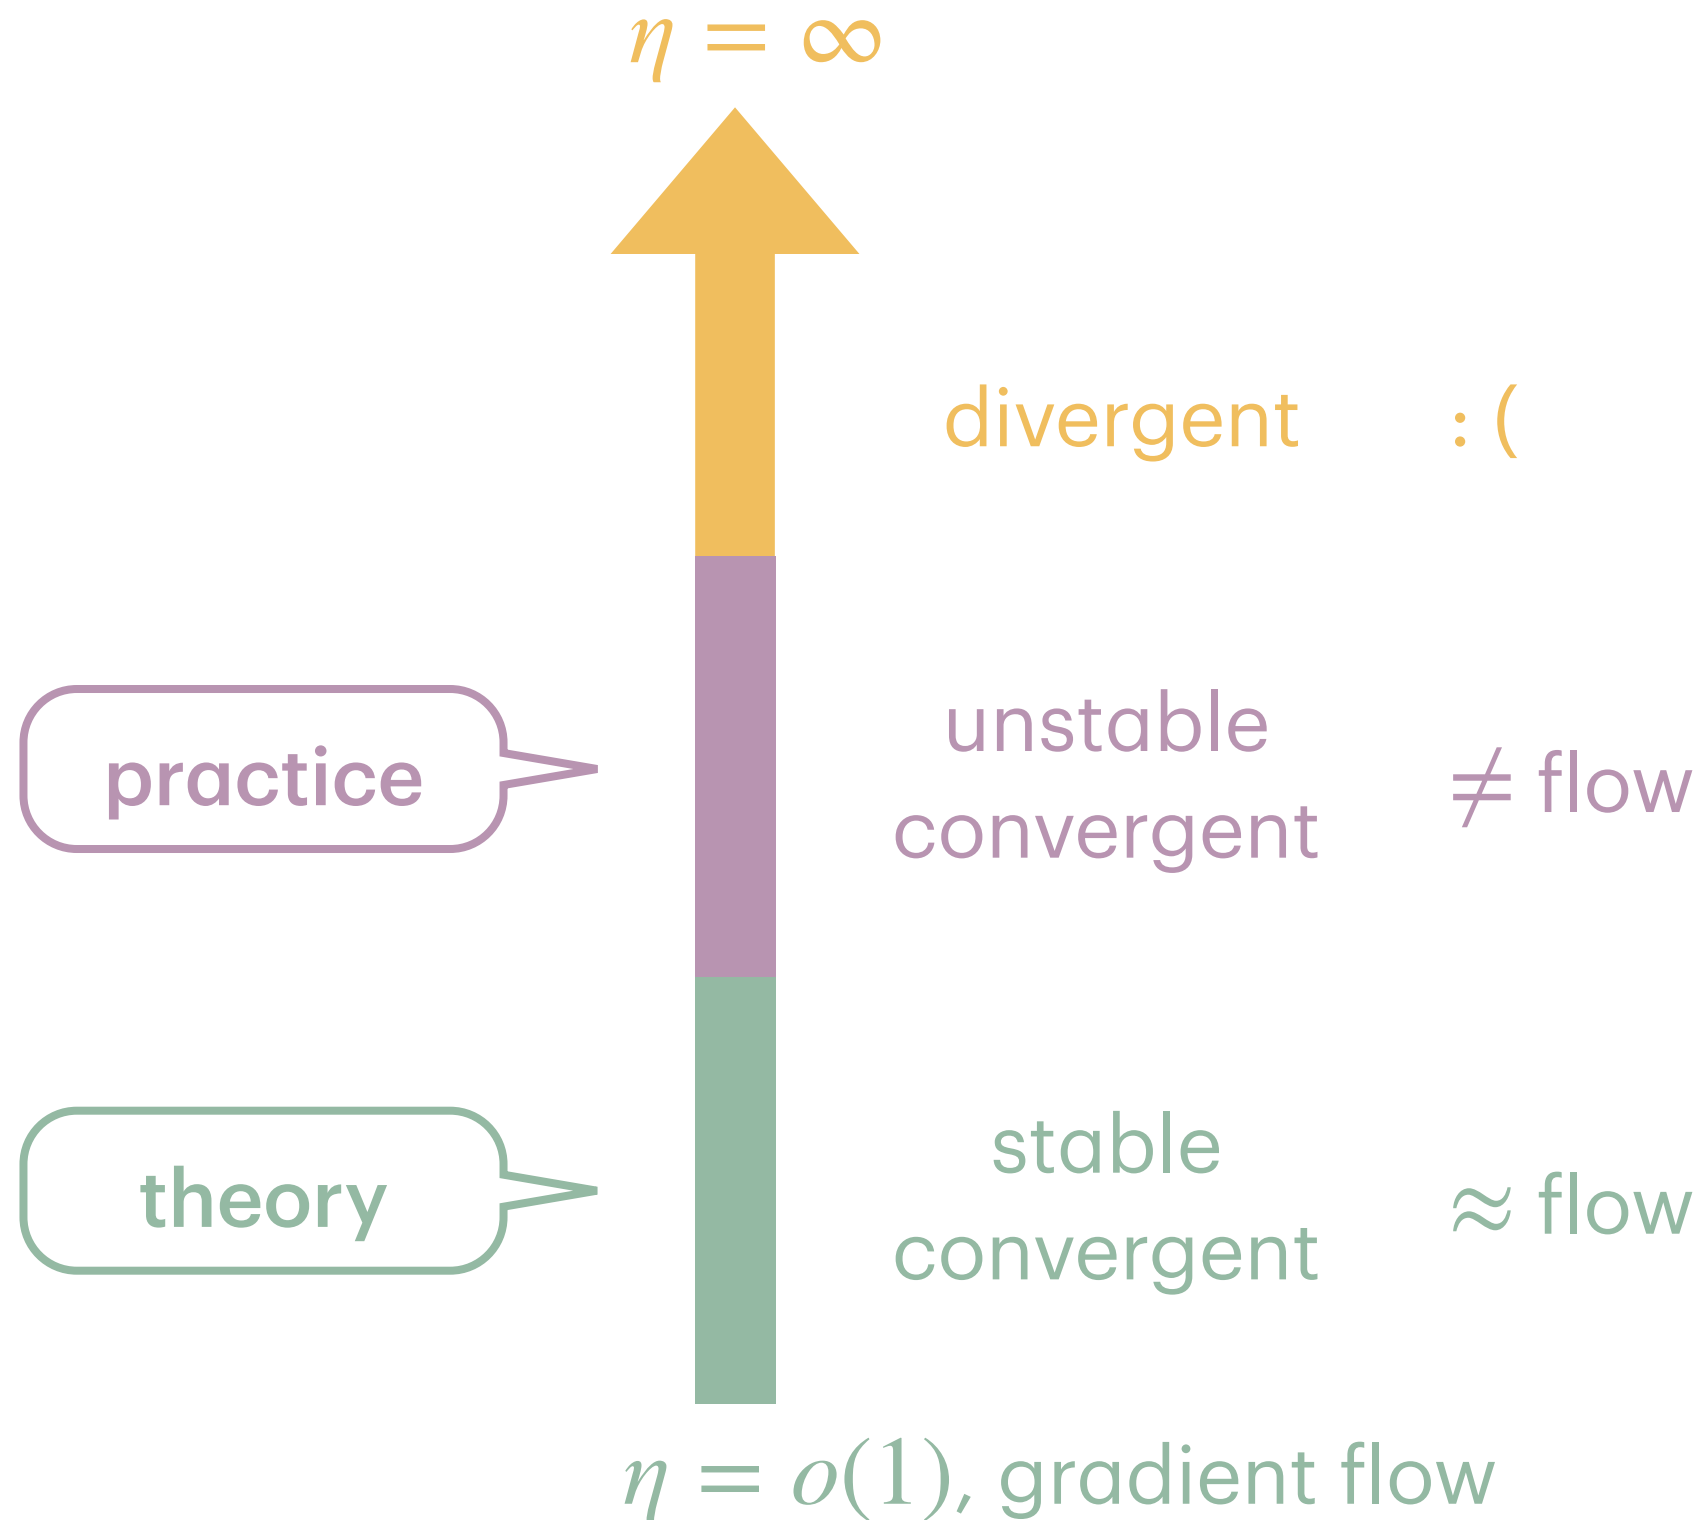 η = ∞
divergent :(
practice
unstable
convergent
≠ flow
theory
stable
convergent
≈ flow
η = o(1), gradient flow